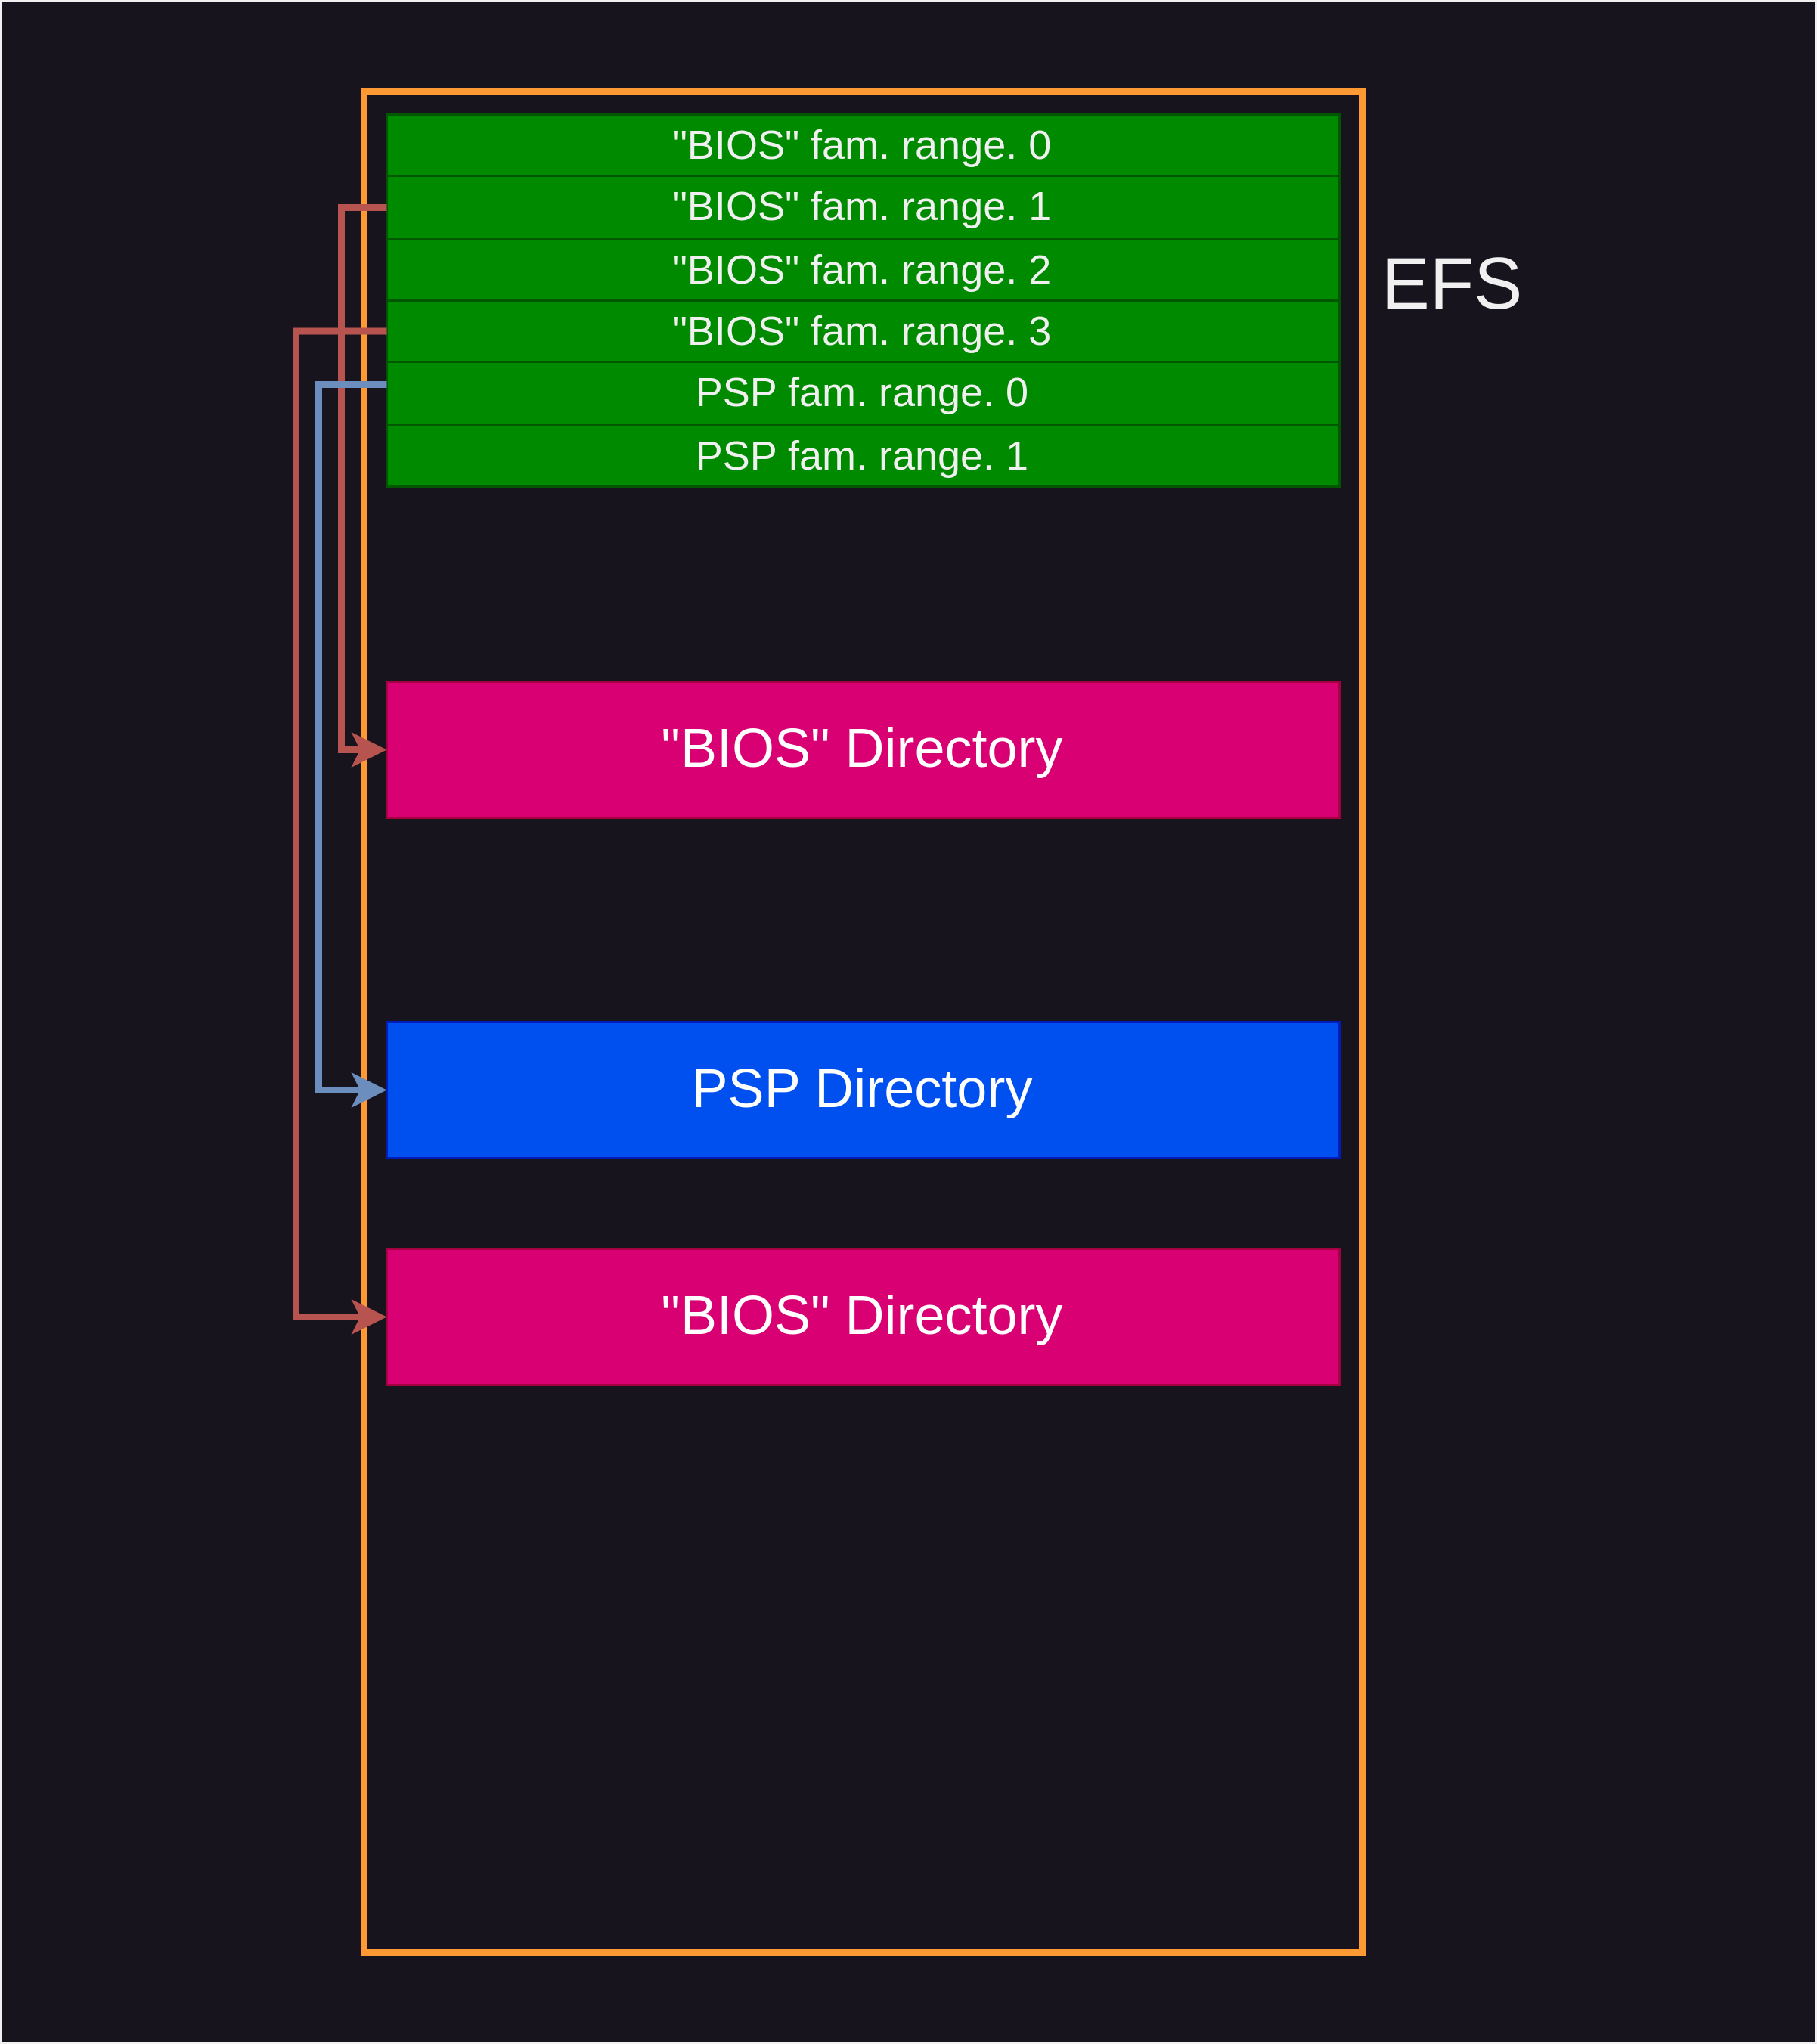 "BIOS" fam. range. 0
"BIOS" fam. range. 1
"BIOS" fam. range. 2
"BIOS" fam. range. 3
PSP fam. range. 0
PSP fam. range. 1
EFS
"BIOS" Directory
PSP Directory
"BIOS" Directory